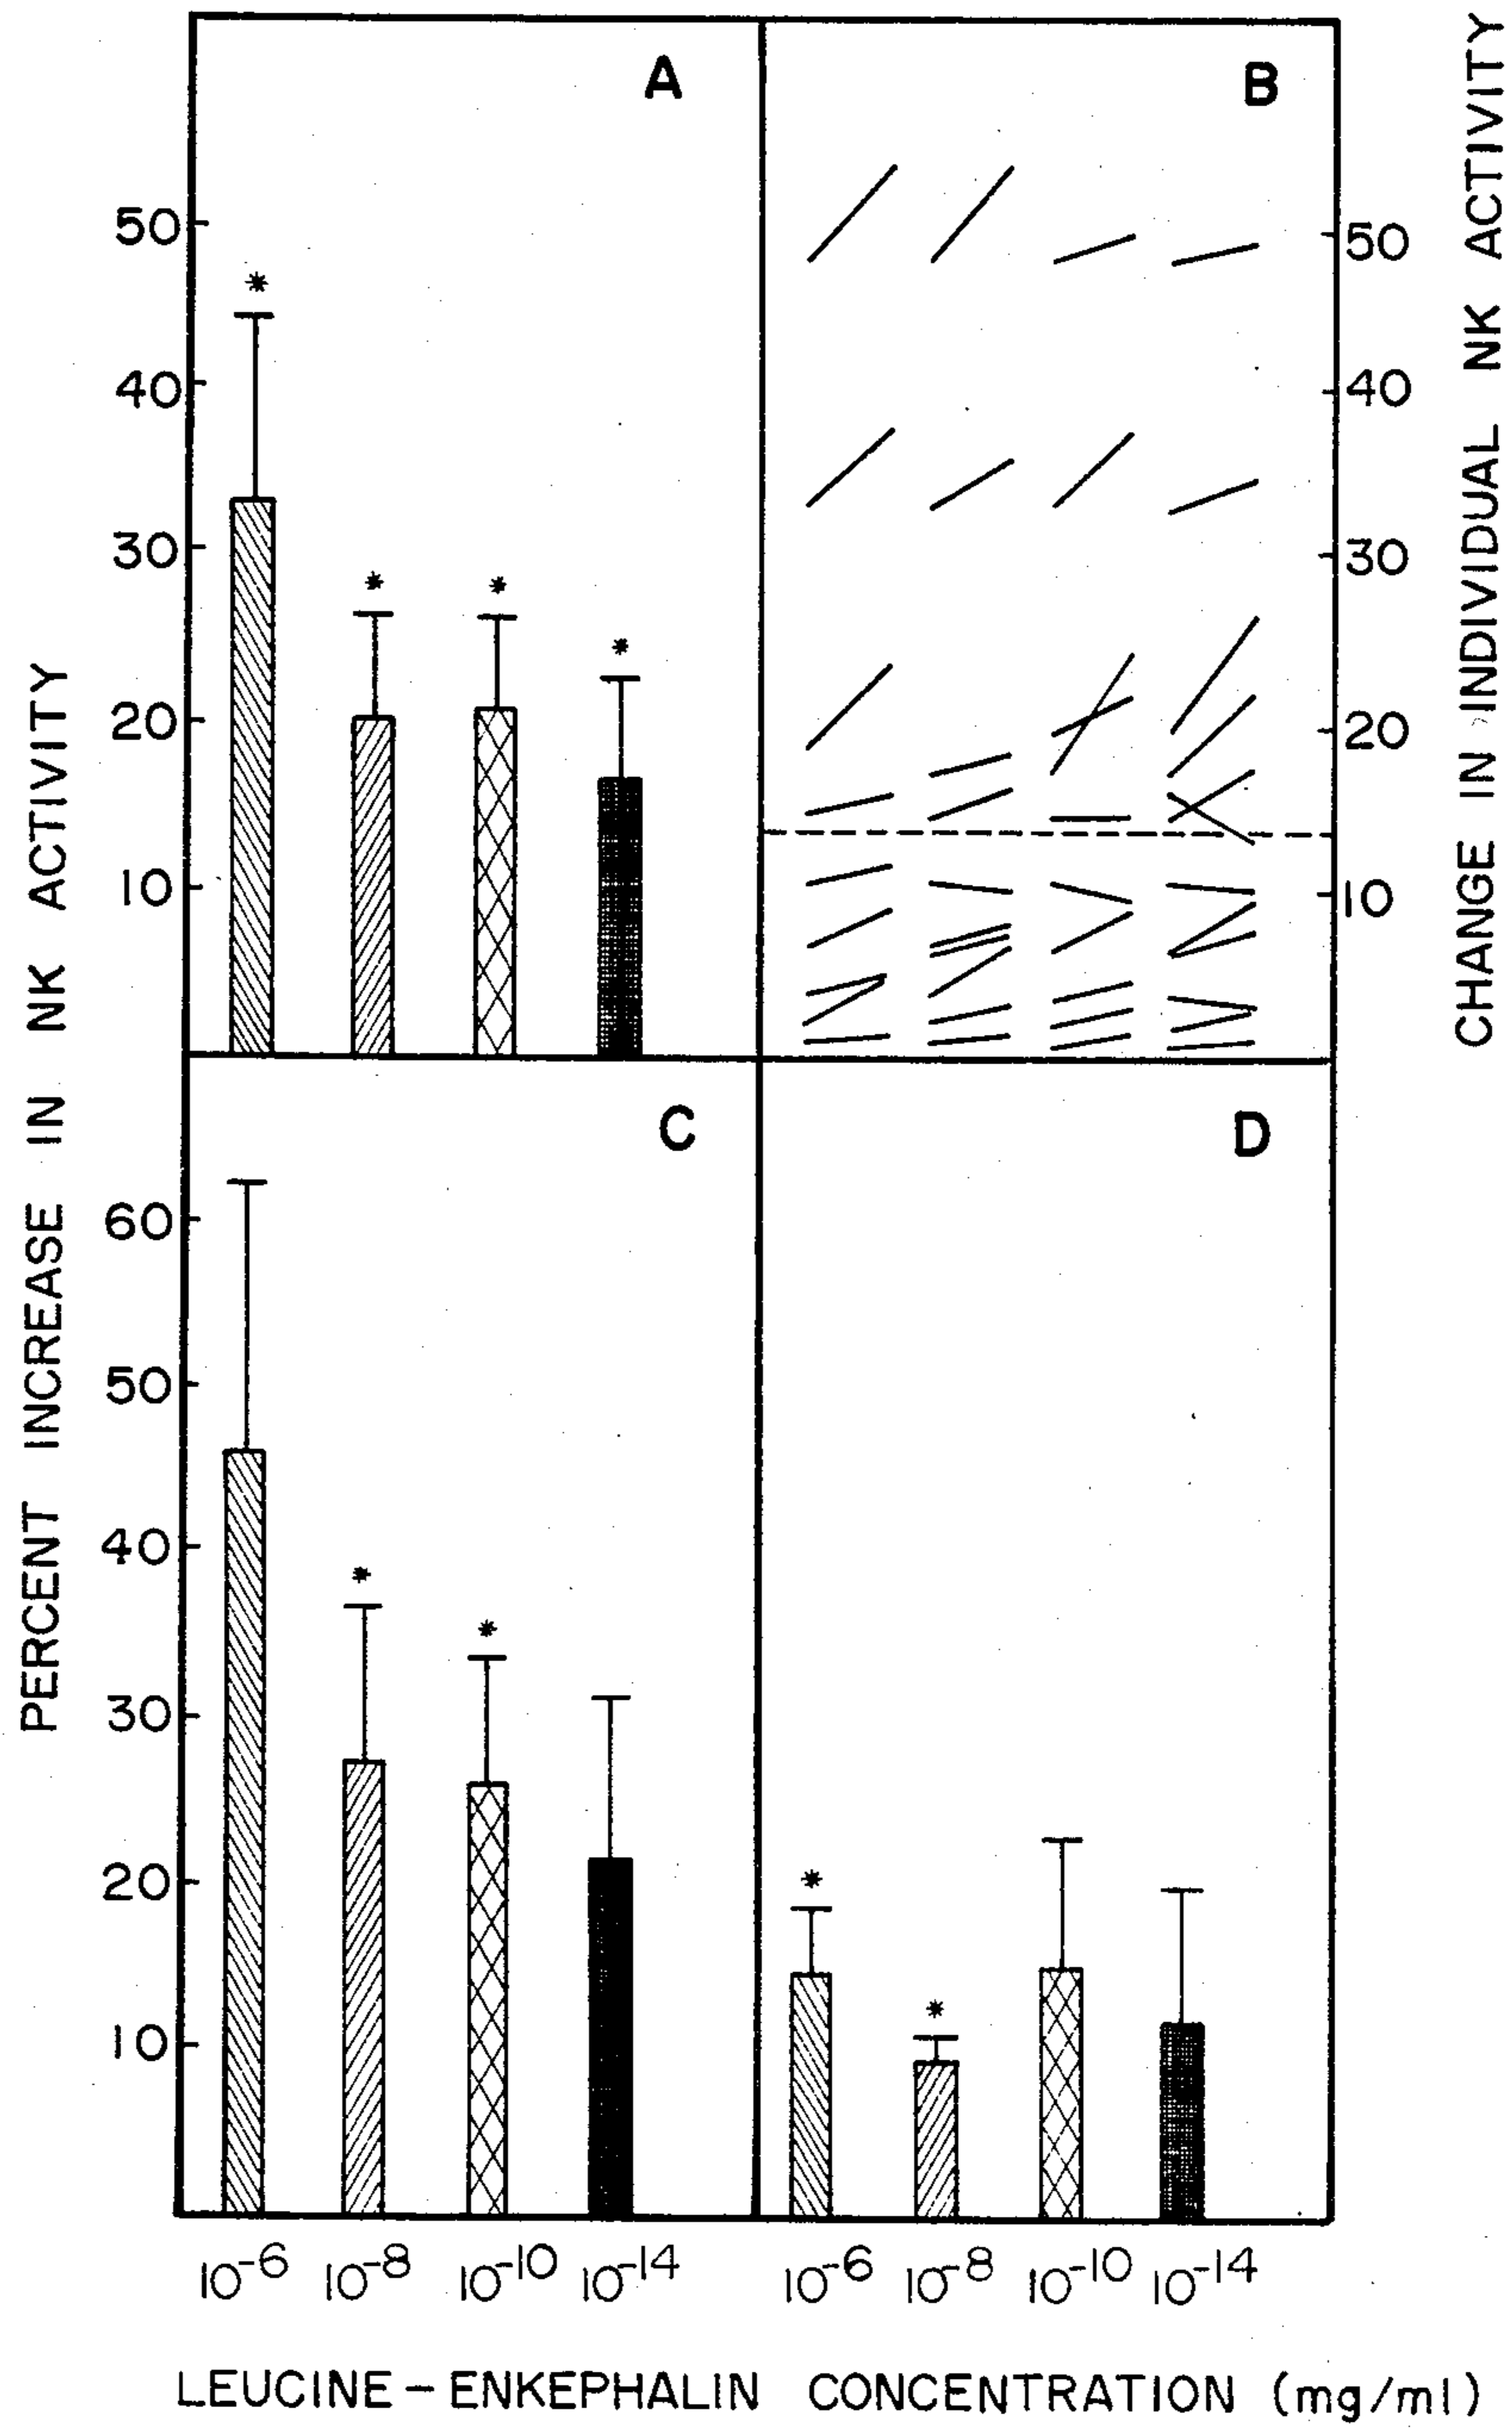 PERCENT INCREASE IN NK ACTIVITY
A
50
40
30
20
10
*
*
*
*
B
50
40
30
20
10
CHANGE IN INDIVIDUAL NK ACTIVITY
C
60
50
40
30
20
10
*
*
D
*
*
10-6 10-8 10-10 10-14
10-6 10-8 10-10 10-14
LEUCINE-ENKEPHALIN CONCENTRATION (mg/ml)